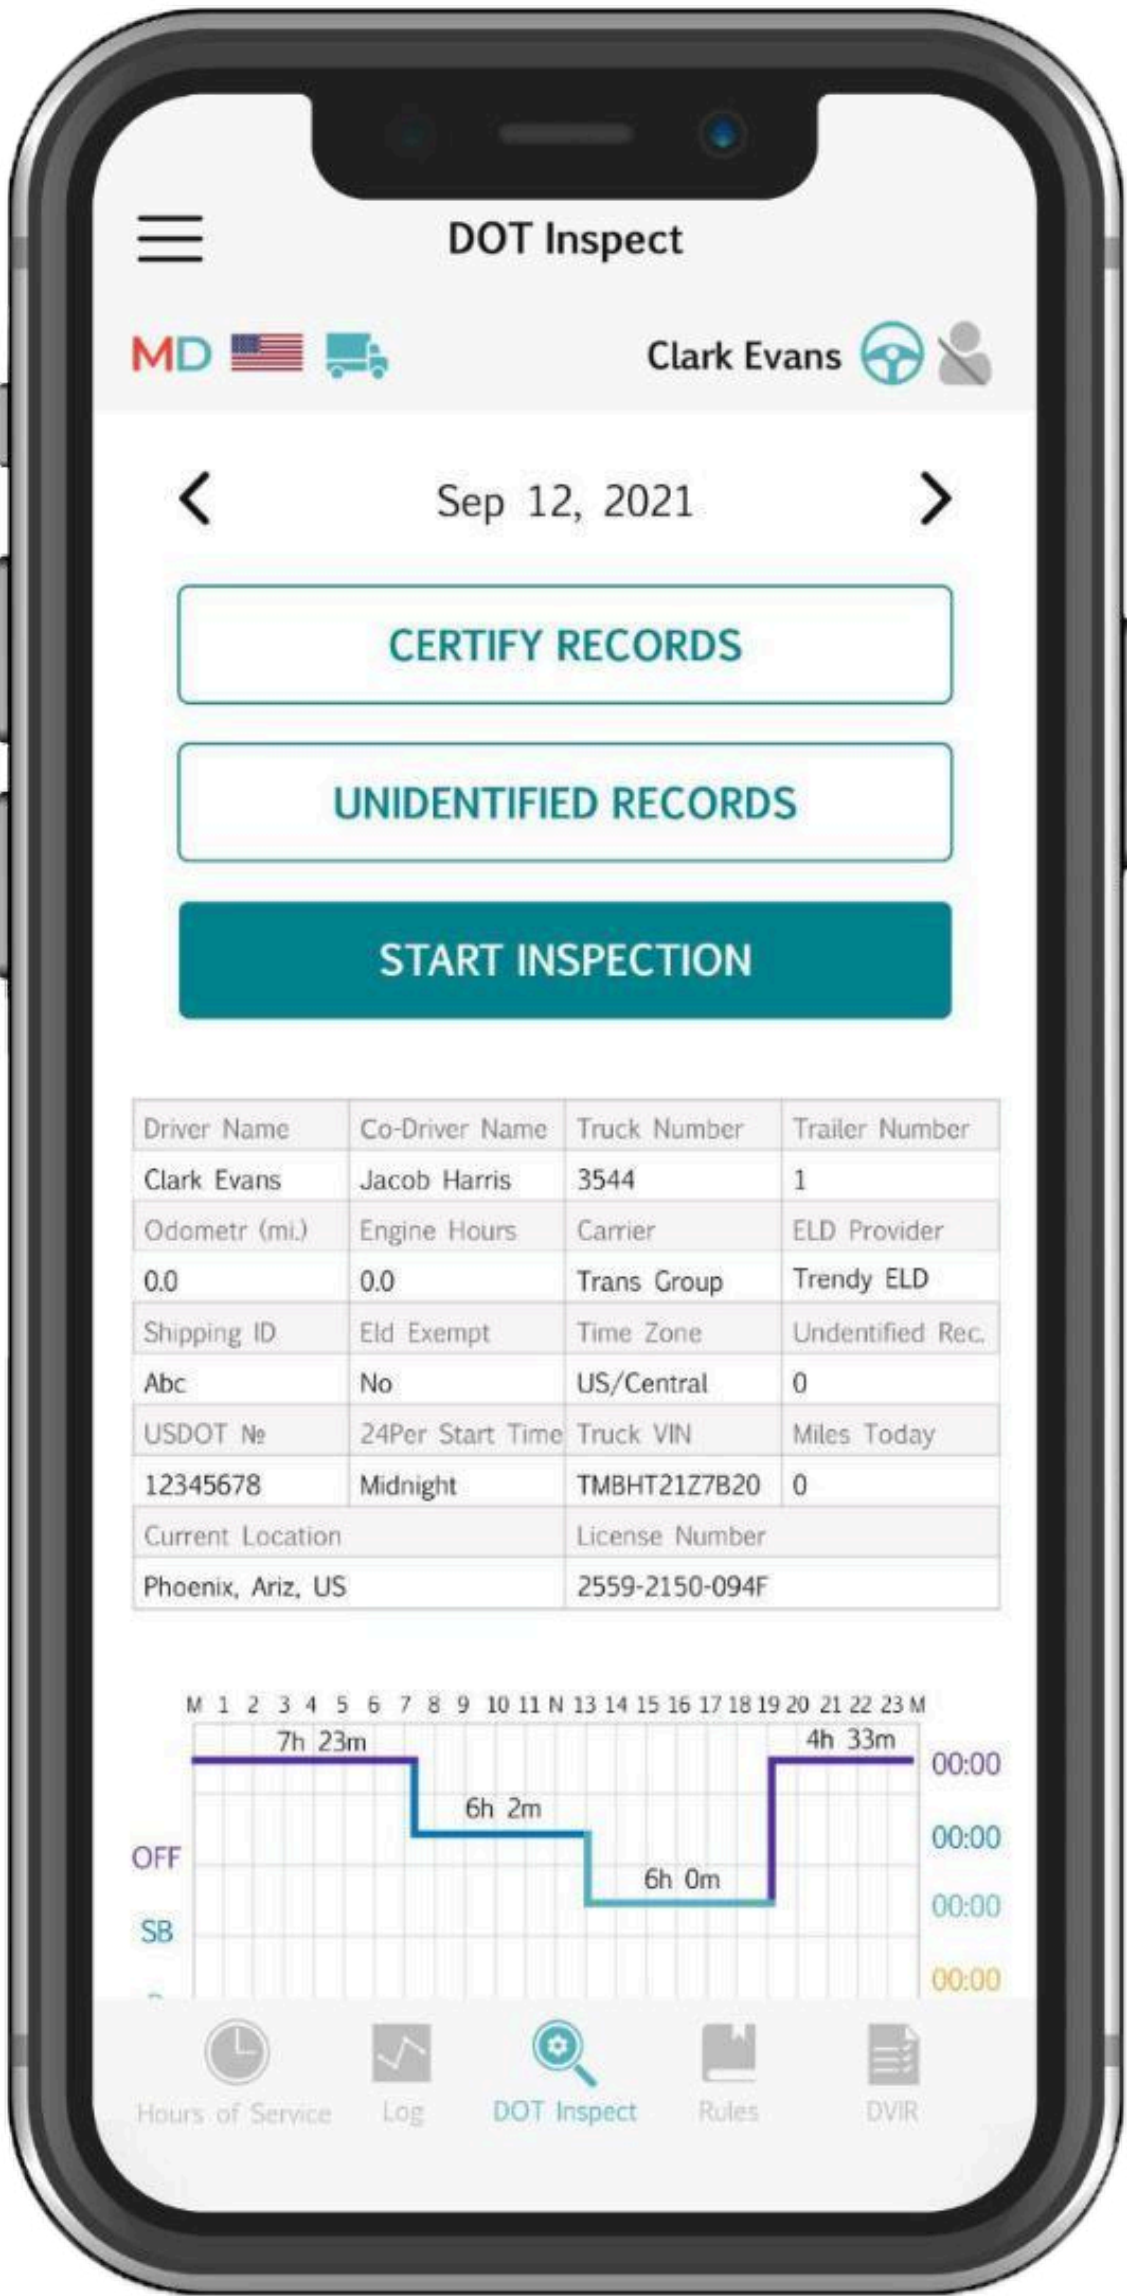 DOT Inspect
MD Clark Evans
Sep 12, 2021
CERTIFY RECORDS
UNIDENTIFIED RECORDS
START INSPECTION
Driver Name Co-Driver Name Truck Number Trailer Number
Clark Evans Jacob Harris 3544 1
Odometr (mi.) Engine Hours Carrier ELD Provider
0.0 0.0 Trans Group Trendy ELD
Shipping ID Eld Exempt Time Zone Undentified Rec.
Abc No US/Central 0
USDOT № 24Per Start Time Truck VIN Miles Today
12345678 Midnight TMBHT21Z7B20 0
Current Location License Number
Phoenix, Ariz, US 2559-2150-094F
M 1 2 3 4 5 6 7 8 9 10 11 N 13 14 15 16 17 18 19 20 21 22 23 M
7h 23m 4h 33m
00:00
6h 2m
00:00
OFF
6h 0m
00:00
SB
00:00
Hours of Service Log DOT Inspect Rules DVIR